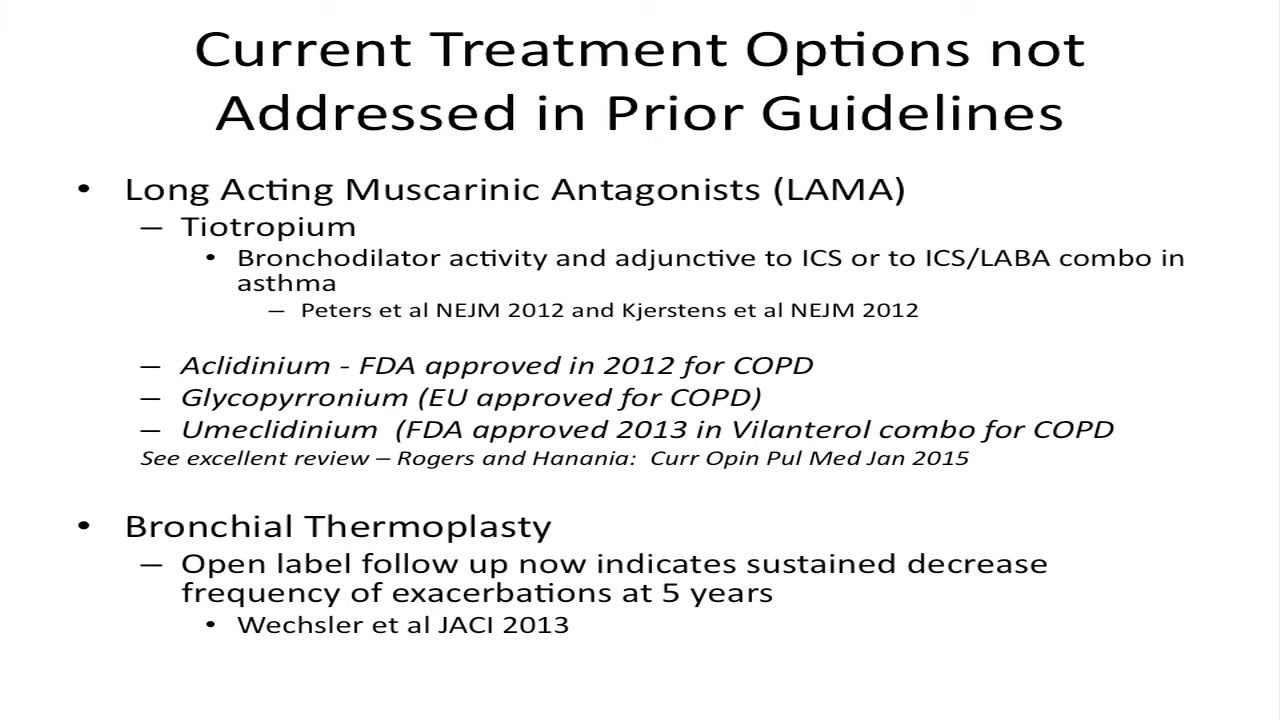 Current Treatment Options not
Addressed in Prior Guidelines
• Long Acting Muscarinic Antagonists (LAMA)
– Tiotropium
• Bronchodilator activity and adjunctive to ICS or to ICS/LABA combo in
asthma
– Peters et al NEJM 2012 and Kjerstens et al NEJM 2012
– Aclidinium - FDA approved in 2012 for COPD
– Glycopyrronium (EU approved for COPD)
– Umeclidinium  (FDA approved 2013 in Vilanterol combo for COPD
See excellent review – Rogers and Hanania:  Curr Opin Pul Med Jan 2015
• Bronchial Thermoplasty
– Open label follow up now indicates sustained decrease
frequency of exacerbations at 5 years
• Wechsler et al JACI 2013